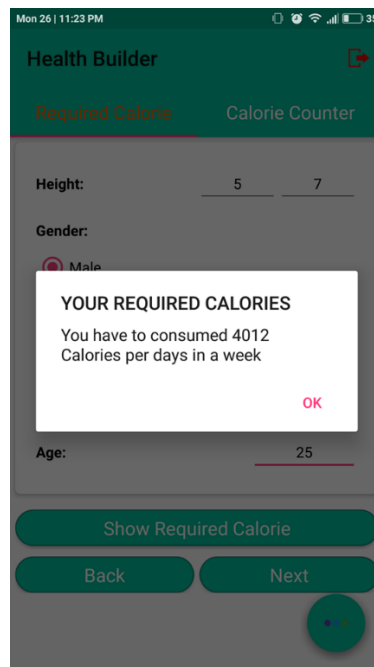 Mon 26 | 11:23 PM
Health Builder
Required Calorie Calorie Counter
Height: 5 7
Gender:
Male
YOUR REQUIRED CALORIES
You have to consumed 4012
Calories per days in a week
OK
Age: 25
Show Required Calorie
Back Next